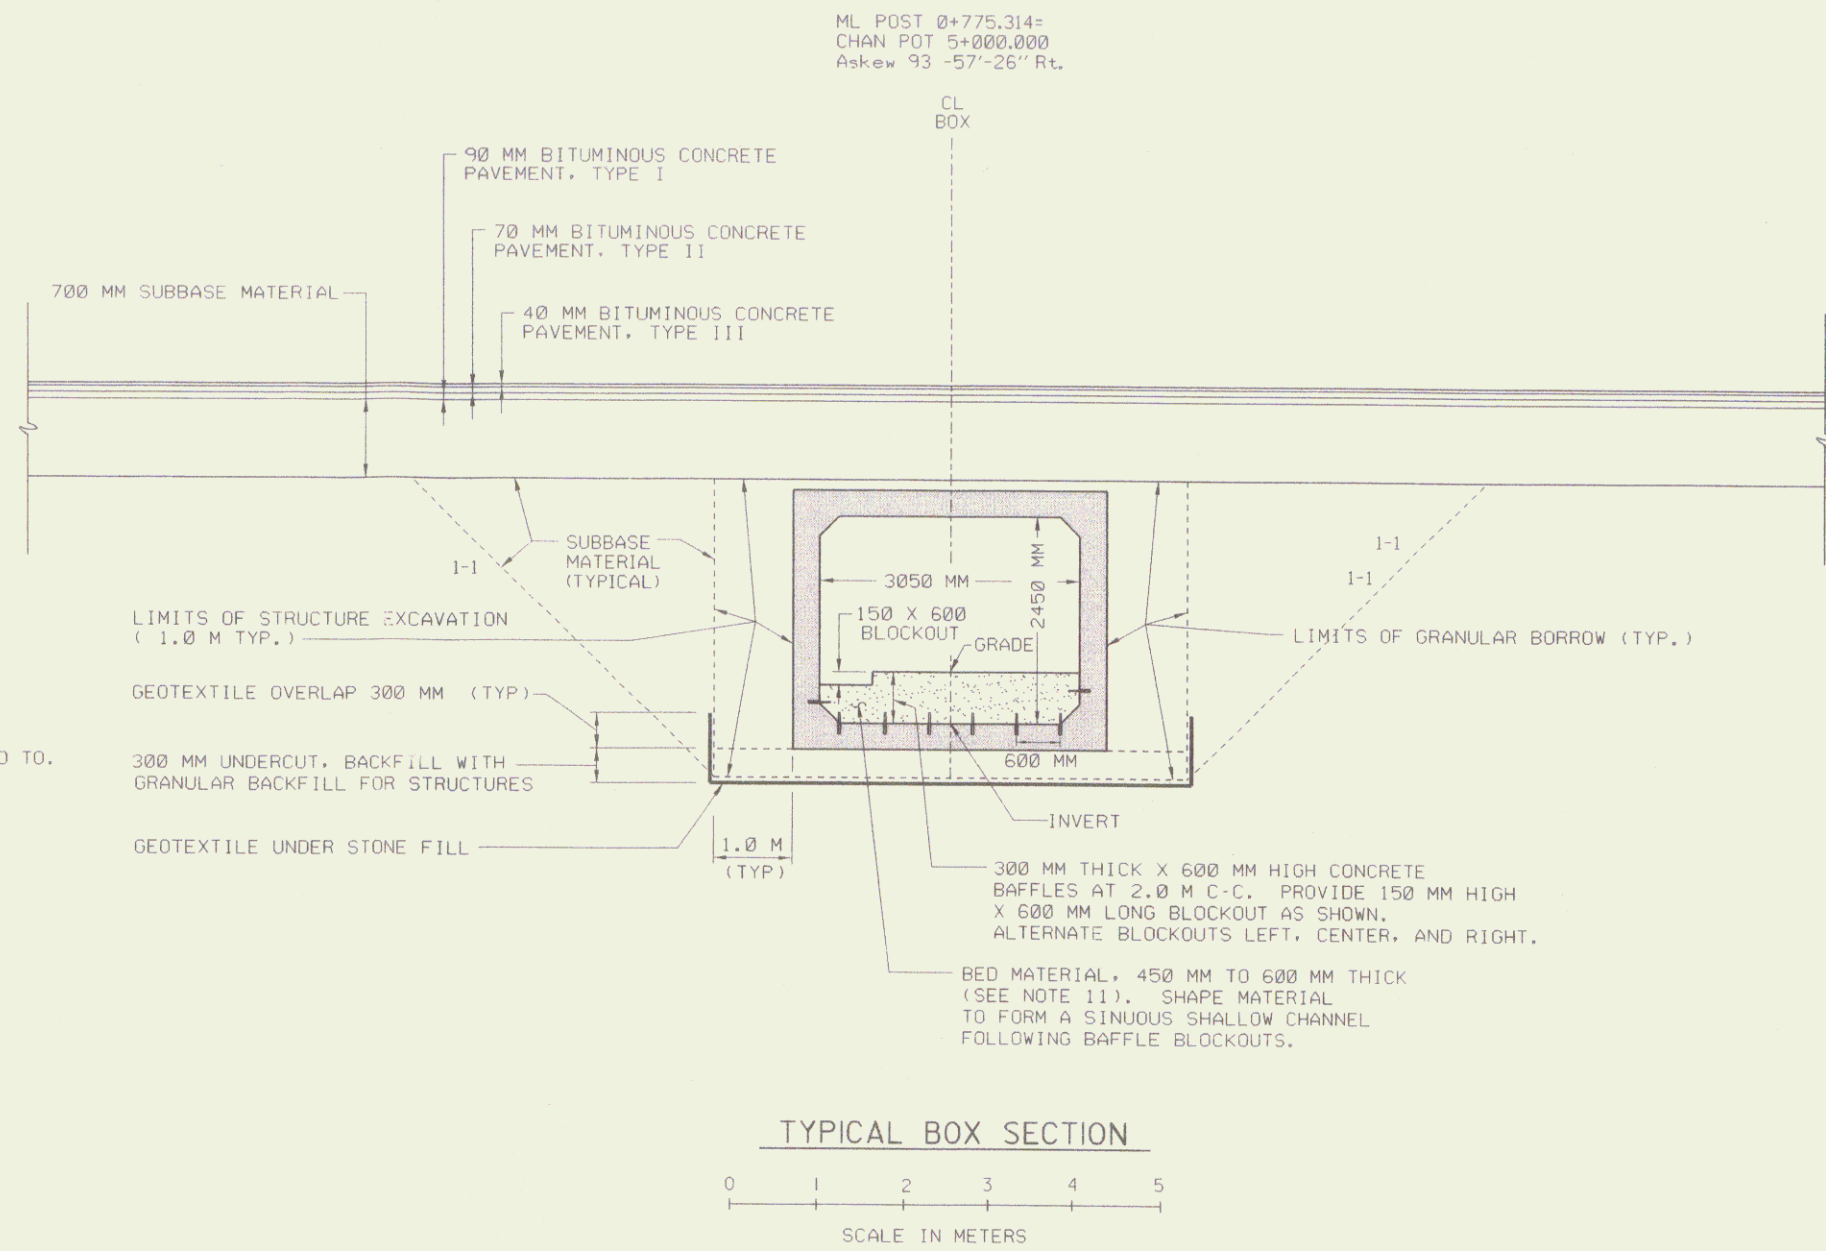 ML POST 0+775.314=
CHAN POT 5+000.000
Askew 93 -57'-26" Rt.
CL
BOX
90 MM BITUMINOUS CONCRETE
PAVEMENT, TYPE I
70 MM BITUMINOUS CONCRETE
PAVEMENT, TYPE II
700 MM SUBBASE MATERIAL
40 MM BITUMINOUS CONCRETE
PAVEMENT, TYPE III
SUBBASE
MATERIAL
(TYPICAL)
1-1
1-1
1-1
3050 MM
2450 MM
150 X 600
BLOCKOUT
GRADE
LIMITS OF STRUCTURE EXCAVATION
( 1.0 M TYP.)
LIMITS OF GRANULAR BORROW (TYP.)
GEOTEXTILE OVERLAP 300 MM (TYP)
O TO.
300 MM UNDERCUT, BACKFILL WITH
GRANULAR BACKFILL FOR STRUCTURES
600 MM
INVERT
GEOTEXTILE UNDER STONE FILL
1.0 M
(TYP)
300 MM THICK X 600 MM HIGH CONCRETE
BAFFLES AT 2.0 M C-C. PROVIDE 150 MM HIGH
X 600 MM LONG BLOCKOUT AS SHOWN.
ALTERNATE BLOCKOUTS LEFT, CENTER, AND RIGHT.
BED MATERIAL, 450 MM TO 600 MM THICK
(SEE NOTE 11). SHAPE MATERIAL
TO FORM A SINUOUS SHALLOW CHANNEL
FOLLOWING BAFFLE BLOCKOUTS.
TYPICAL BOX SECTION
0 1 2 3 4 5
SCALE IN METERS